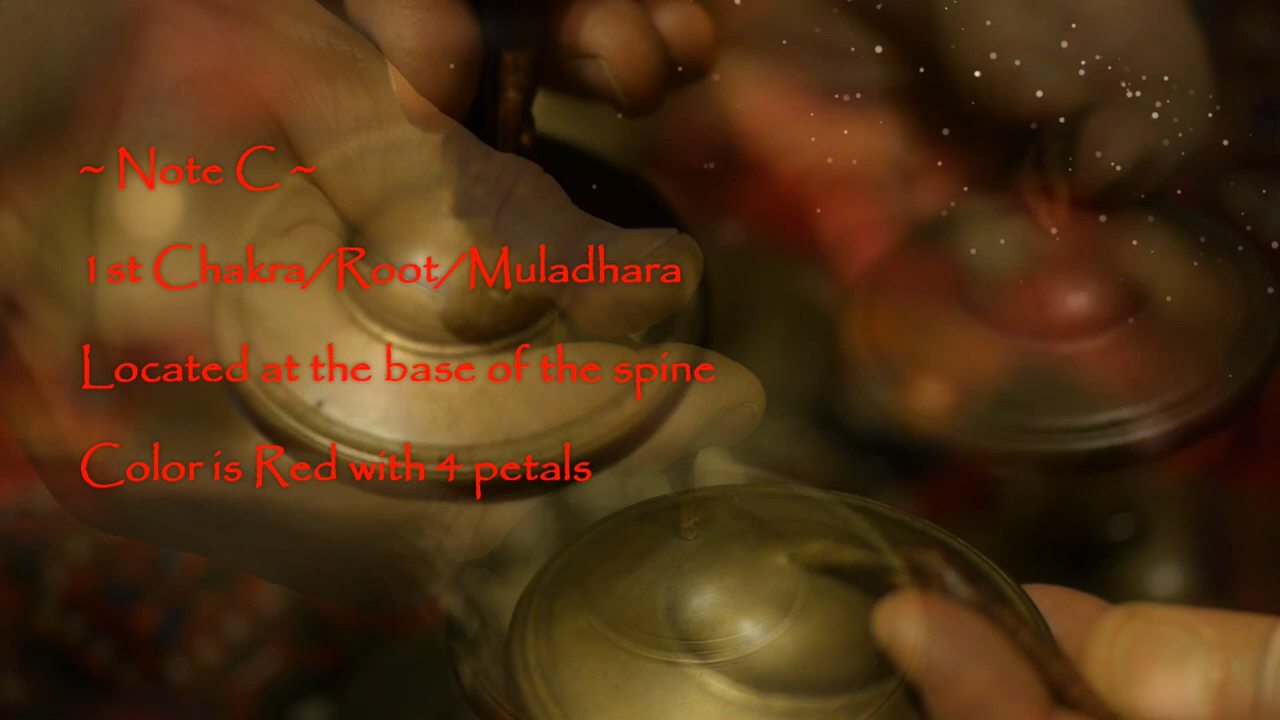 ~ Note C ~
1st Chakra/Root/Muladhara
Located at the base of the spine
Color is Red with 4 petals